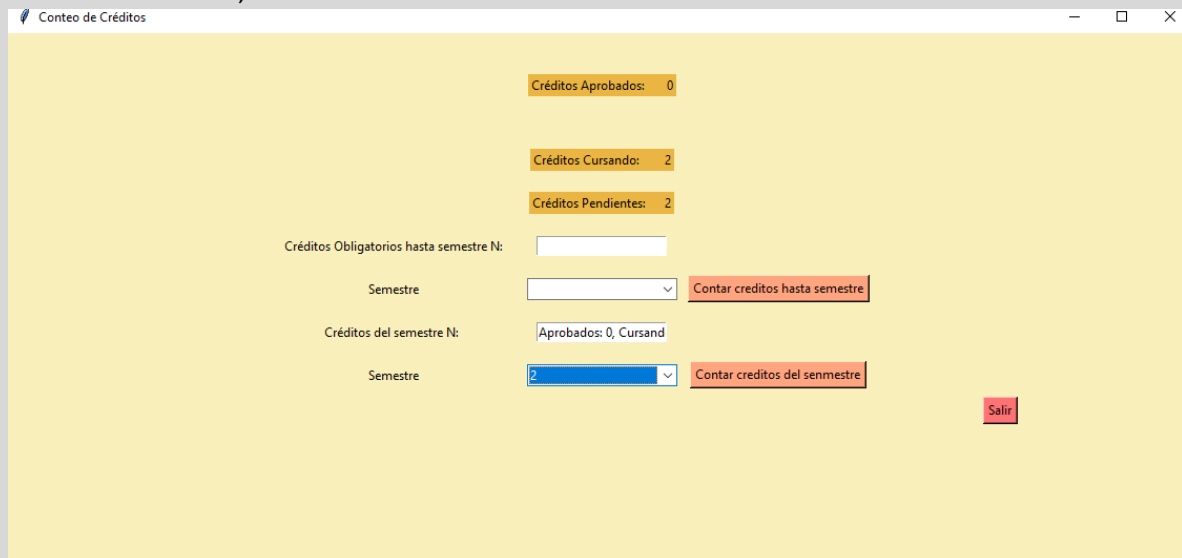 Conteo de Créditos
Créditos Aprobados: 0
Créditos Cursando: 2
Créditos Pendientes: 2
Créditos Obligatorios hasta semestre N:
Semestre Contar creditos hasta semestre
Créditos del semestre N: Aprobados: 0, Cursand
Semestre 2 Contar creditos del senmestre
Salir